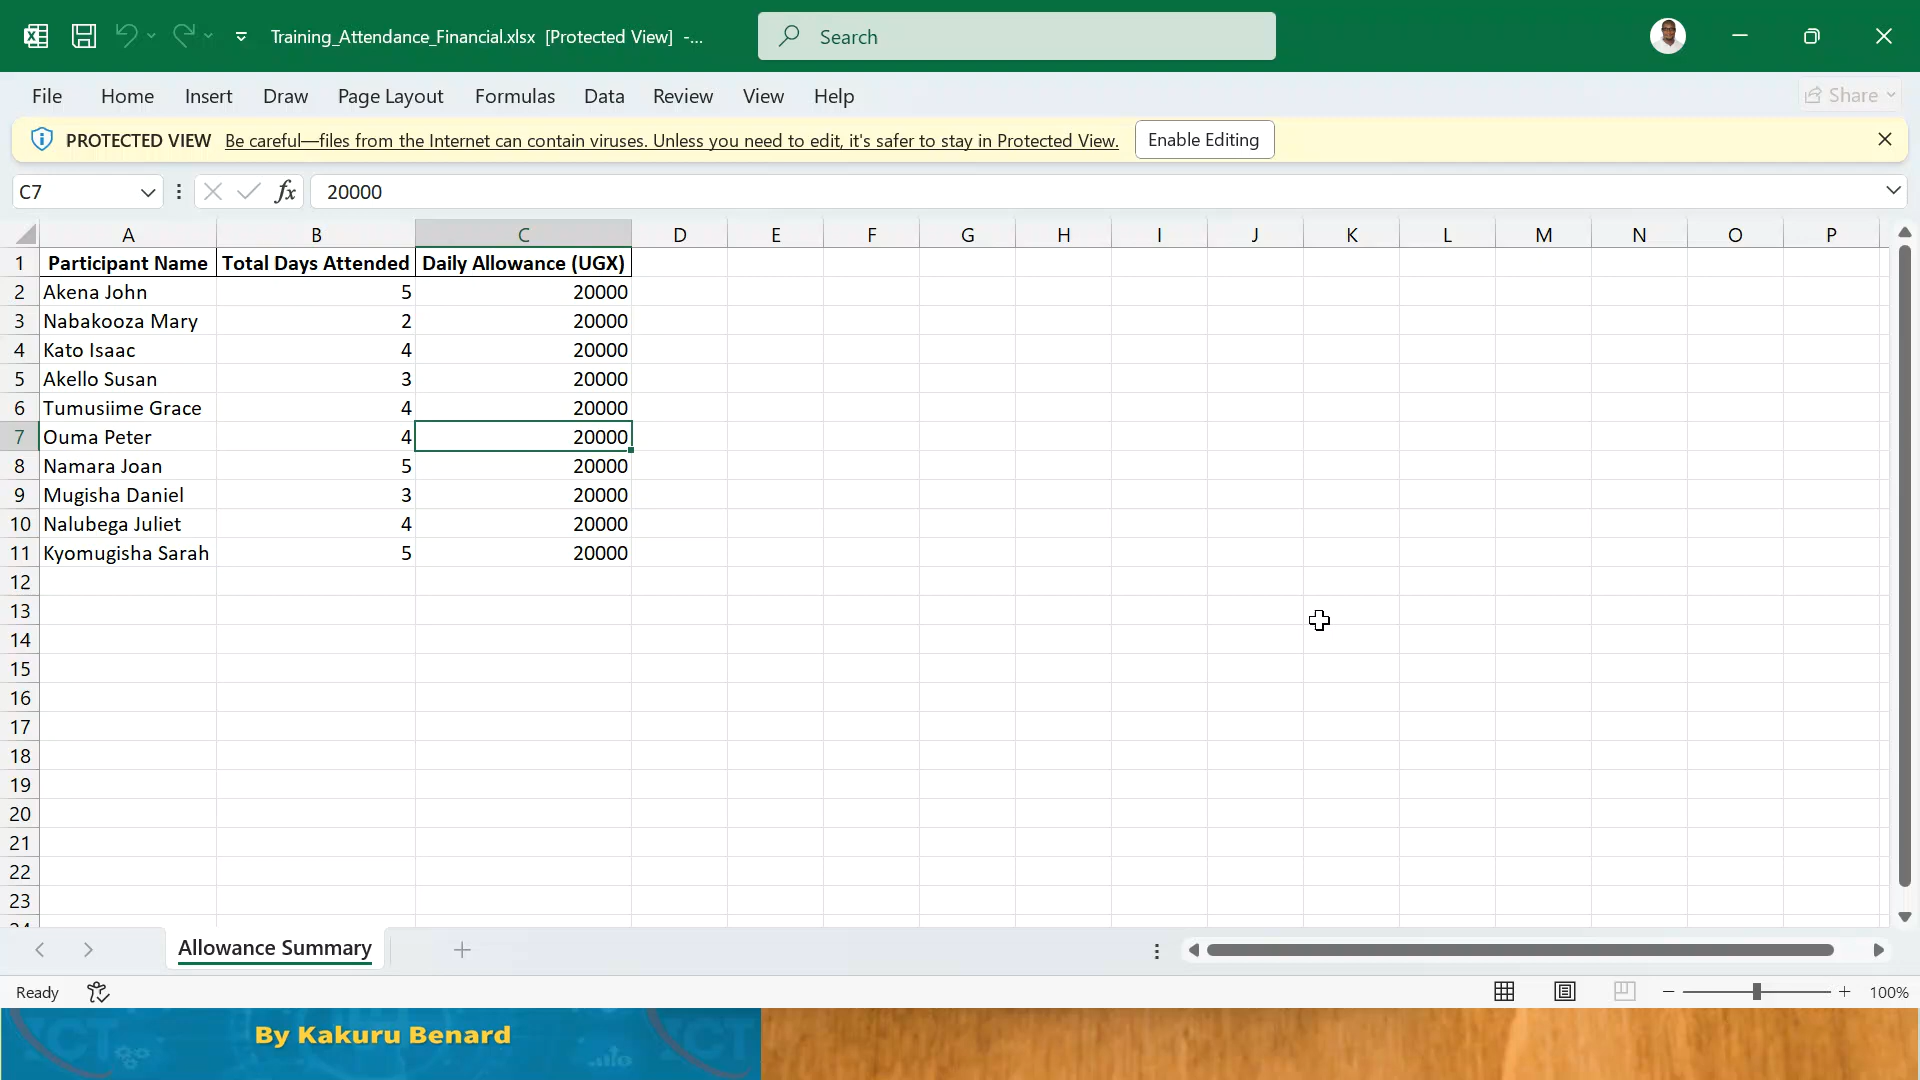 Training_Attendance_Financial.xlsx [Protected View] -...
Search
File Home Insert Draw Page Layout Formulas Data Review View Help
Share
PROTECTED VIEW Be careful—files from the Internet can contain viruses. Unless you need to edit, it's safer to stay in Protected View. Enable Editing
C7 fx 20000
A B C D E F G H I J K L M N O P
1 Participant Name Total Days Attended Daily Allowance (UGX)
2 Akena John 5 20000
3 Nabakooza Mary 2 20000
4 Kato Isaac 4 20000
5 Akello Susan 3 20000
6 Tumusiime Grace 4 20000
7 Ouma Peter 4 20000
8 Namara Joan 5 20000
9 Mugisha Daniel 3 20000
10 Nalubega Juliet 4 20000
11 Kyomugisha Sarah 5 20000
12
13
14
15
16
17
18
19
20
21
22
23
Allowance Summary
Ready
100%
By Kakuru Benard
ICT ICT